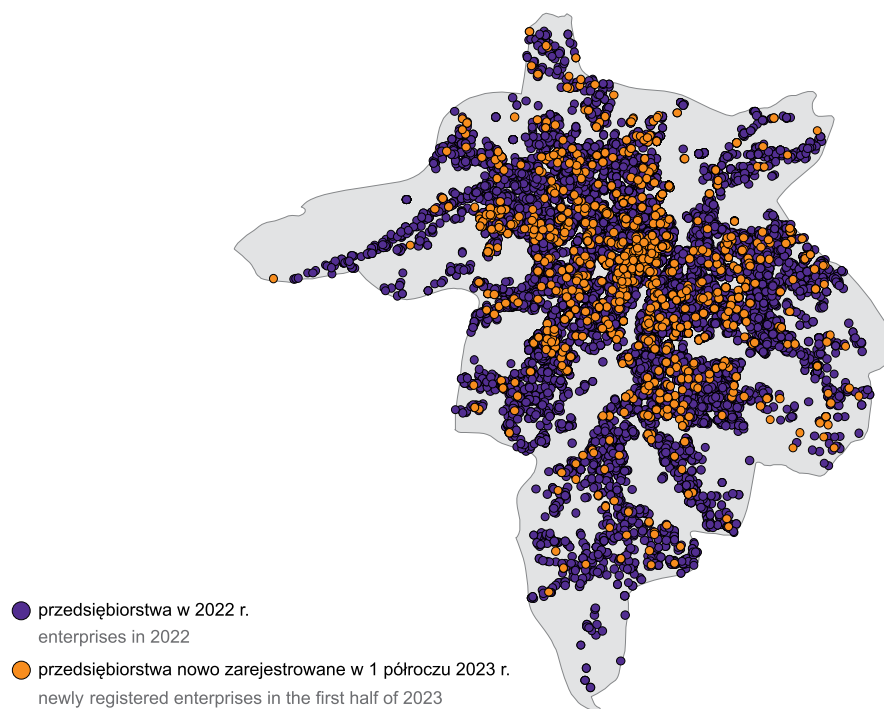 przedsiębiorstwa w 2022 r.
enterprises in 2022
przedsiębiorstwa nowo zarejestrowane w 1 półroczu 2023 r.
newly registered enterprises in the first half of 2023